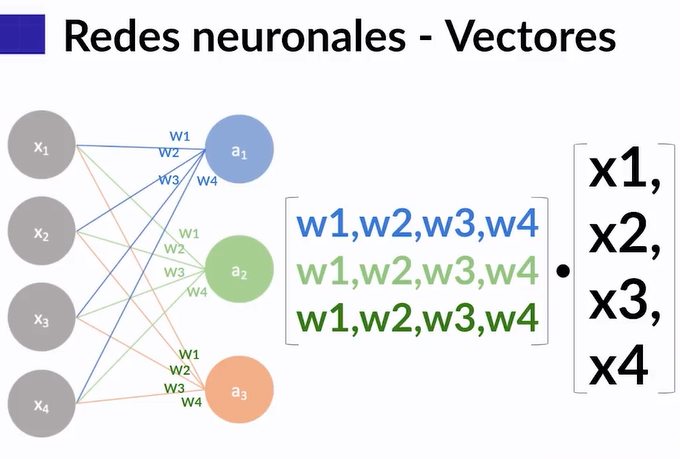 Redes neuronales - Vectores
x₁
x₂
x₃
x₄
W1
W2
W3
W4
a₁
W1
W2
W3
W4
a₂
W1
W2
W3
W4
a₃
w1,w2,w3,w4
w1,w2,w3,w4
w1,w2,w3,w4
•
x1,
x2,
x3,
x4